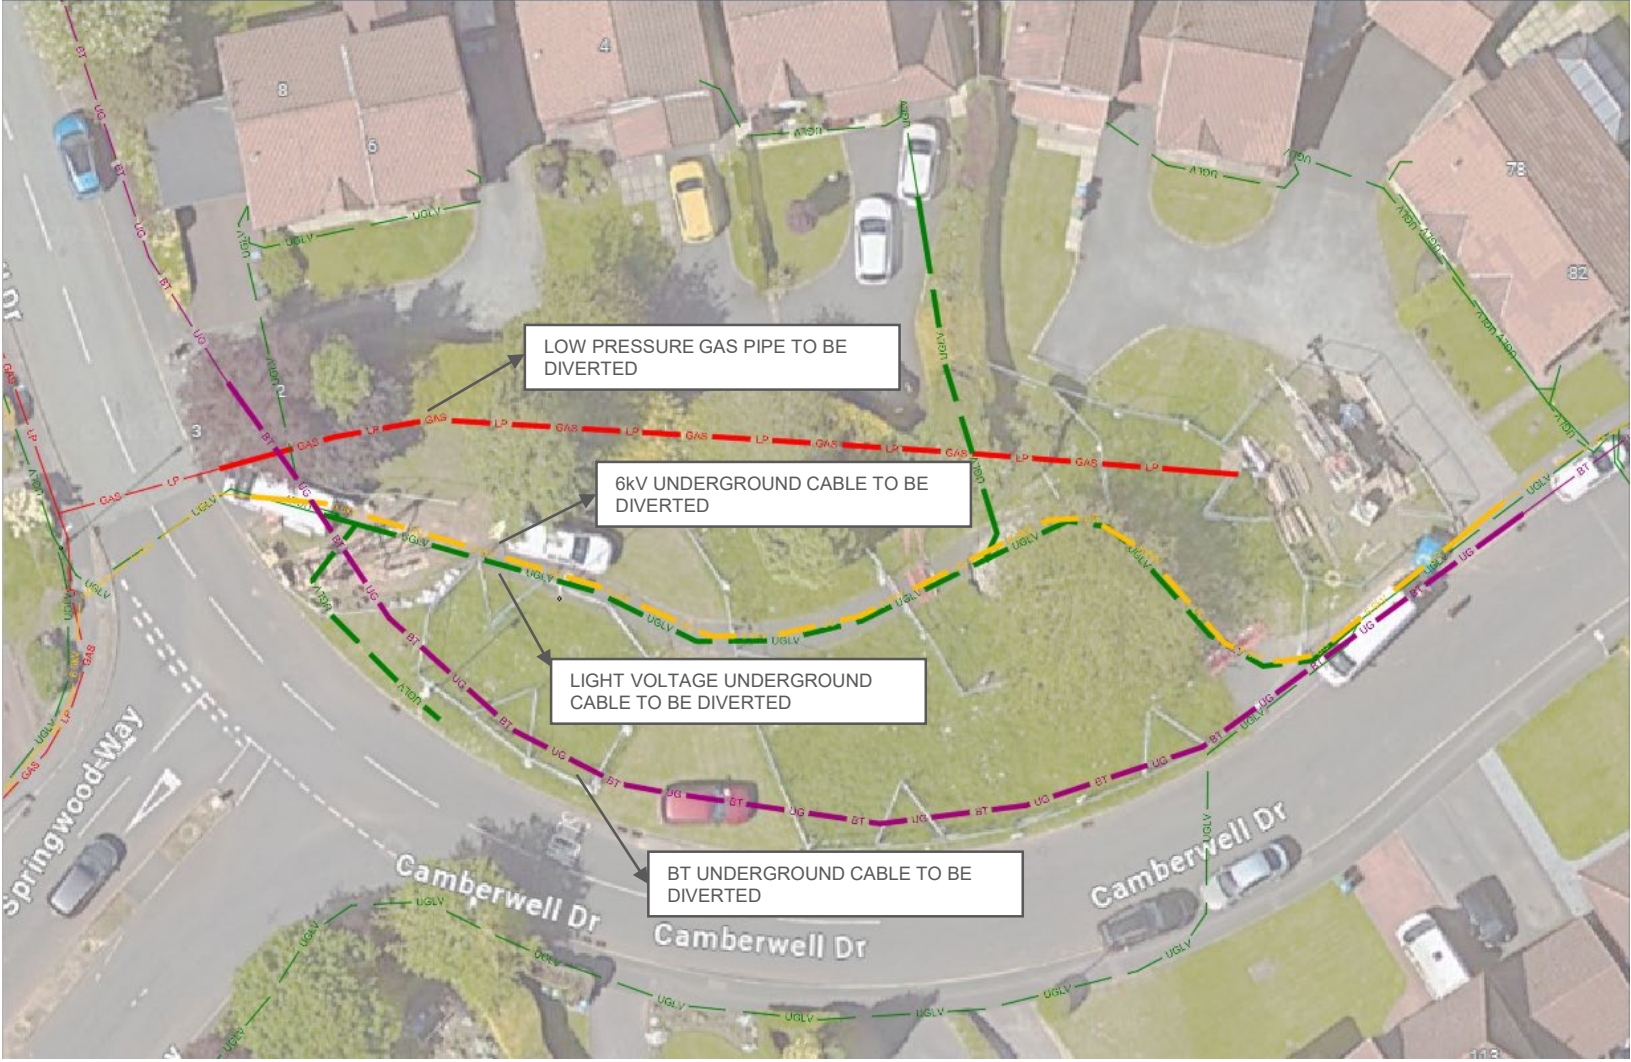 8
4
6
78
82
2
3
LOW PRESSURE GAS PIPE TO BE
DIVERTED
6kV UNDERGROUND CABLE TO BE
DIVERTED
LIGHT VOLTAGE UNDERGROUND
CABLE TO BE DIVERTED
BT UNDERGROUND CABLE TO BE
DIVERTED
BT
UG
GAS
LP
UGLV
Springwood Way
Camberwell Dr
Camberwell Dr
Camberwell Dr
113